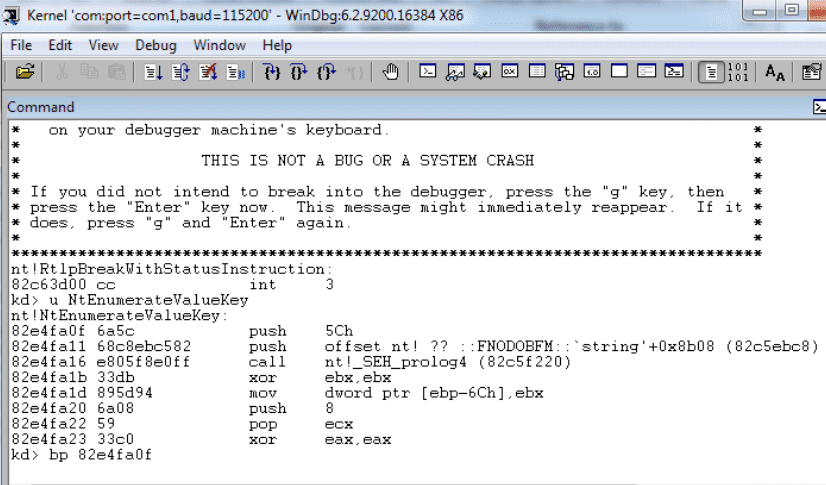 Kernel 'com:port=com1,baud=115200' - WinDbg:6.2.9200.16384 X86
File Edit View Debug Window Help
Command
* on your debugger machine's keyboard. *
* *
* THIS IS NOT A BUG OR A SYSTEM CRASH *
* *
* If you did not intend to break into the debugger, press the "g" key, then *
* press the "Enter" key now. This message might immediately reappear. If it *
* does, press "g" and "Enter" again. *
* *
*******************************************************************************
nt!RtlpBreakWithStatusInstruction:
82c63d00 cc int 3
kd> u NtEnumerateValueKey
nt!NtEnumerateValueKey:
82e4fa0f 6a5c push 5Ch
82e4fa11 68c8ebc582 push offset nt! ?? ::FNODOBFM::`string'+0x8b08 (82c5ebc8)
82e4fa16 e805f8e0ff call nt!_SEH_prolog4 (82c5f220)
82e4fa1b 33db xor ebx,ebx
82e4fa1d 895d94 mov dword ptr [ebp-6Ch],ebx
82e4fa20 6a08 push 8
82e4fa22 59 pop ecx
82e4fa23 33c0 xor eax,eax
kd> bp 82e4fa0f